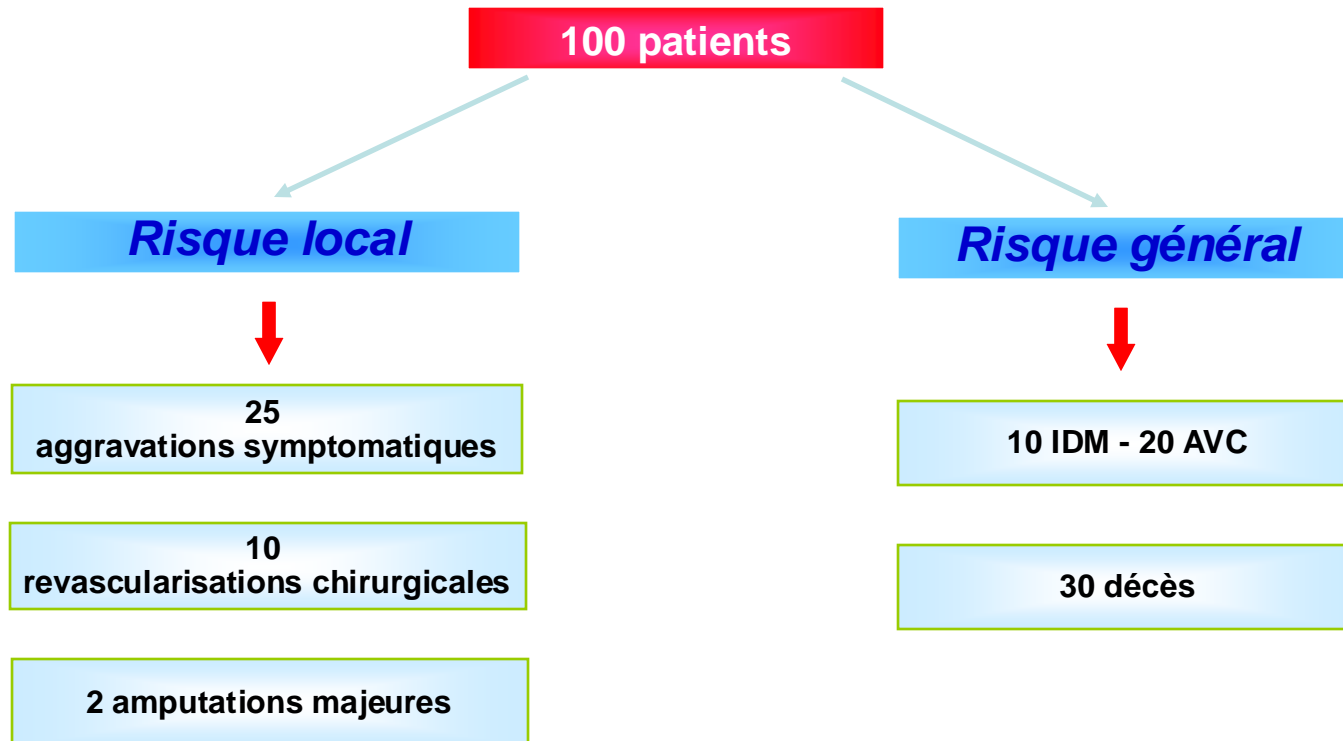 100 patients
Risque local
Risque général
25
aggravations symptomatiques
10
revascularisations chirurgicales
2 amputations majeures
10 IDM - 20 AVC
30 décès